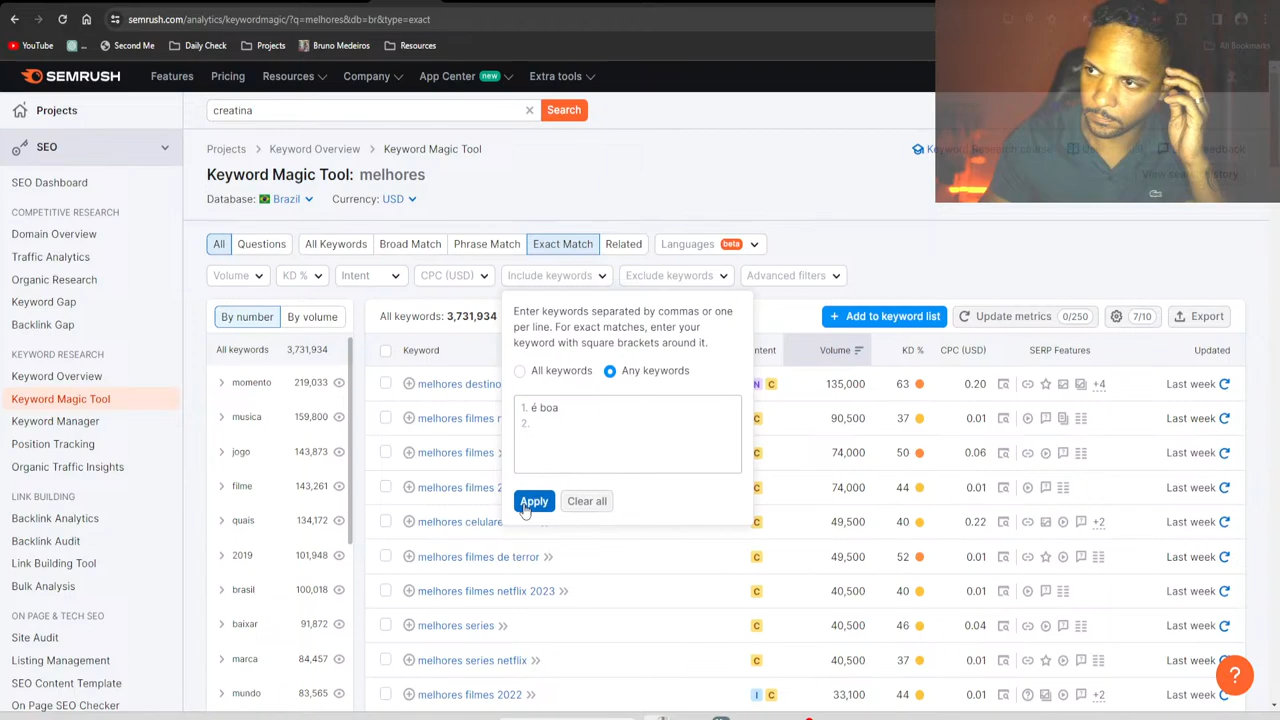 semrush.com/analytics/keywordmagic/?q=melhores&db=br&type=exact
YouTube ... Second Me Daily Check Projects Bruno Medeiros Resources All Bookmarks
SEMRUSH Features Pricing Resources Company App Center new Extra tools
Projects
SEO
SEO Dashboard
COMPETITIVE RESEARCH
Domain Overview
Traffic Analytics
Organic Research
Keyword Gap
Backlink Gap
KEYWORD RESEARCH
Keyword Overview
Keyword Magic Tool
Keyword Manager
Position Tracking
Organic Traffic Insights
LINK BUILDING
Backlink Analytics
Backlink Audit
Link Building Tool
Bulk Analysis
ON PAGE & TECH SEO
Site Audit
Listing Management
SEO Content Template
On Page SEO Checker
creatina Search
Projects Keyword Overview Keyword Magic Tool
Keyword Research course
Keyword Magic Tool: melhores
Database: Brazil Currency: USD
All Questions All Keywords Broad Match Phrase Match Exact Match Related Languages beta
Volume KD % Intent CPC (USD) Include keywords Exclude keywords Advanced filters
By number By volume
All keywords 3,731,934
momento 219,033
musica 159,800
jogo 143,873
filme 143,261
quais 134,172
2019 101,948
brasil 100,018
baixar 91,872
marca 84,457
mundo 83,565
All keywords: 3,731,934
Enter keywords separated by commas or one
per line. For exact matches, enter your
keyword with square brackets around it.
All keywords Any keywords
1. é boa
2.
Apply Clear all
+ Add to keyword list Update metrics 0/250 7/10 Export
Keyword Volume KD % CPC (USD) SERP Features Updated
melhores destino N C 135,000 63 0.20 +4 Last week
melhores 90,500 37 0.01 Last week
melhores filmes 74,000 50 0.06 Last week
melhores filmes 2 74,000 44 0.01 Last week
melhores celulare 49,500 40 0.22 +2 Last week
melhores filmes de terror C 49,500 52 0.01 Last week
melhores filmes netflix 2023 C 40,500 40 0.01 Last week
melhores series C 40,500 46 0.04 Last week
melhores series netflix C 40,500 37 0.01 Last week
melhores filmes 2022 I C 33,100 44 0.01 +2 Last week
?